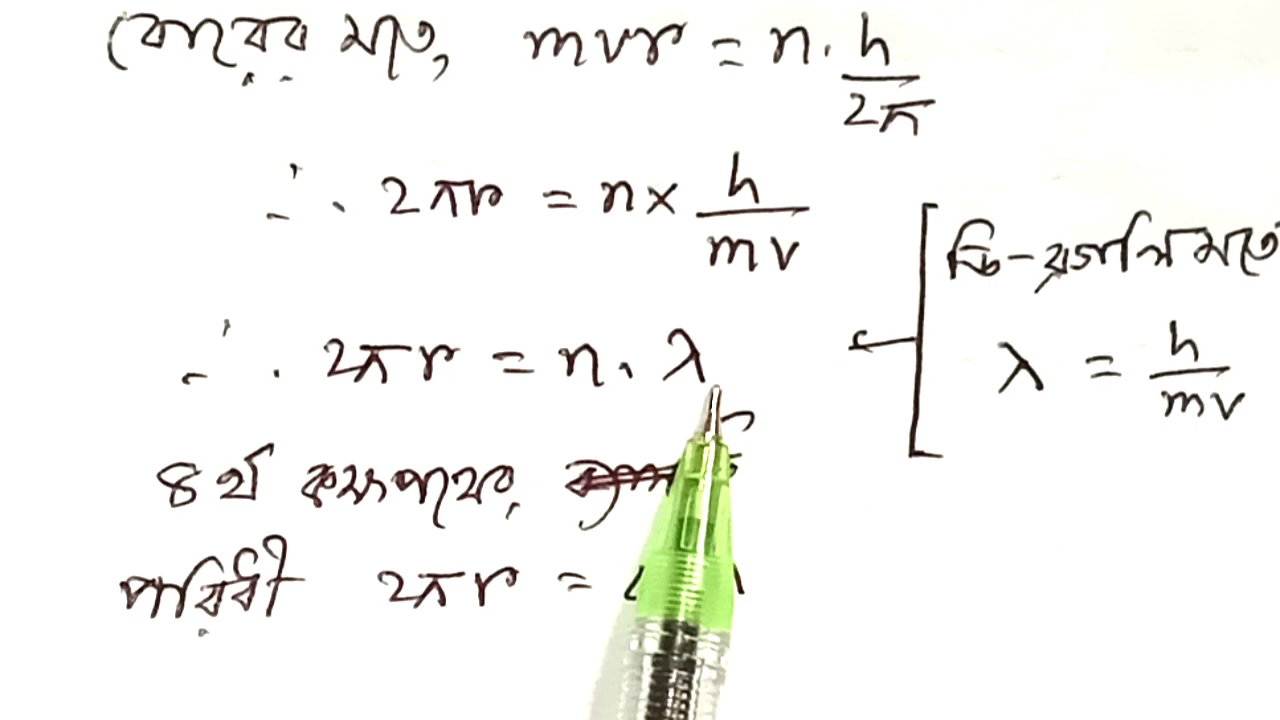 বোরের মতে, mvr = n. h/2π
∴ 2πr = n × h/mv
[ডি-ব্রগলি মতে
∴ 2πr = n. λ ←
λ = h/mv
৪র্থ কক্ষপথের
পরিধী 2πr =